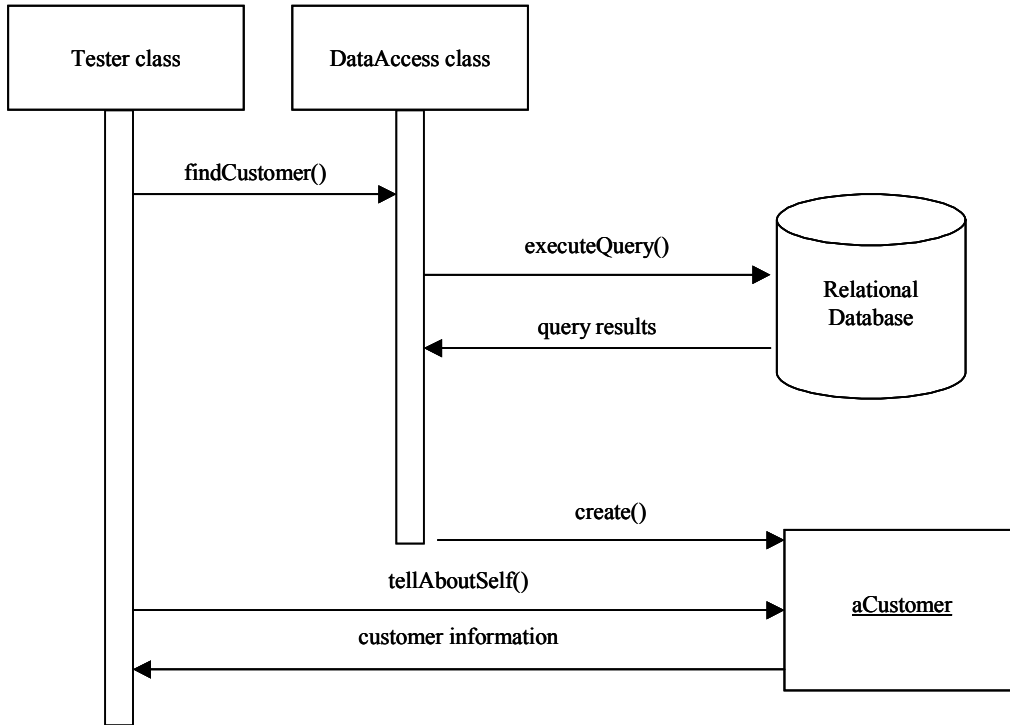 Tester class
DataAccess class
findCustomer()
executeQuery()
Relational
Database
query results
create()
tellAboutSelf()
aCustomer
customer information